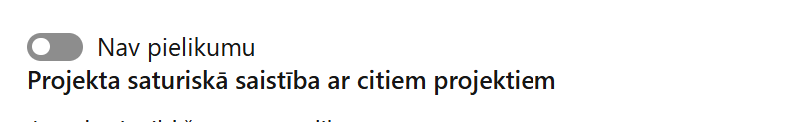 Nav pielikumu
Projekta saturiskā saistība ar citiem projektiem